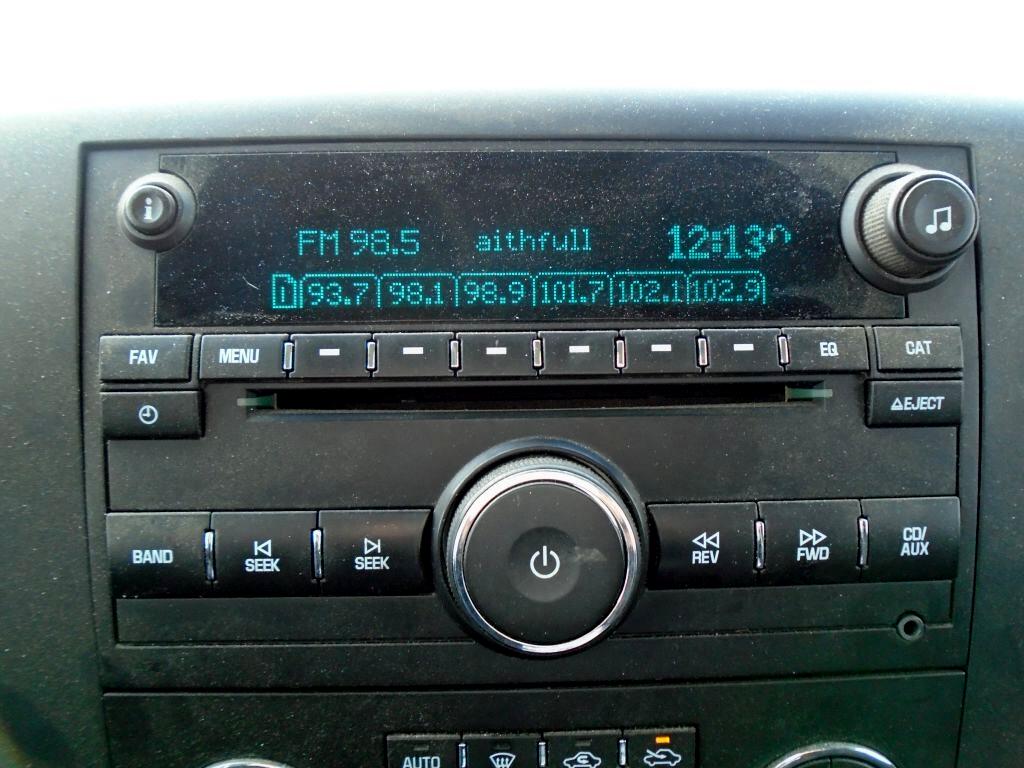 FM 98.5 aithfull 12:13
1 93.7 98.1 98.9 101.7 102.1 102.9
FAV MENU EQ CAT
EJECT
BAND SEEK SEEK REV FWD CD/
AUX
AUTO